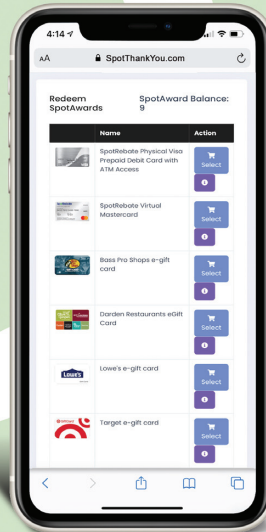 4:14
AA SpotThankYou.com
Redeem SpotAward Balance:
SpotAwards 9
Name Action
SpotRebate Physical Visa
Prepaid Debit Card with
ATM Access
Select
SpotRebate Virtual
Mastercard
Select
Bass Pro Shops e-gift
card
Select
Darden Restaurants eGift
Card
Select
LOWE'S
Lowe's e-gift card
Select
Target e-gift card
Select